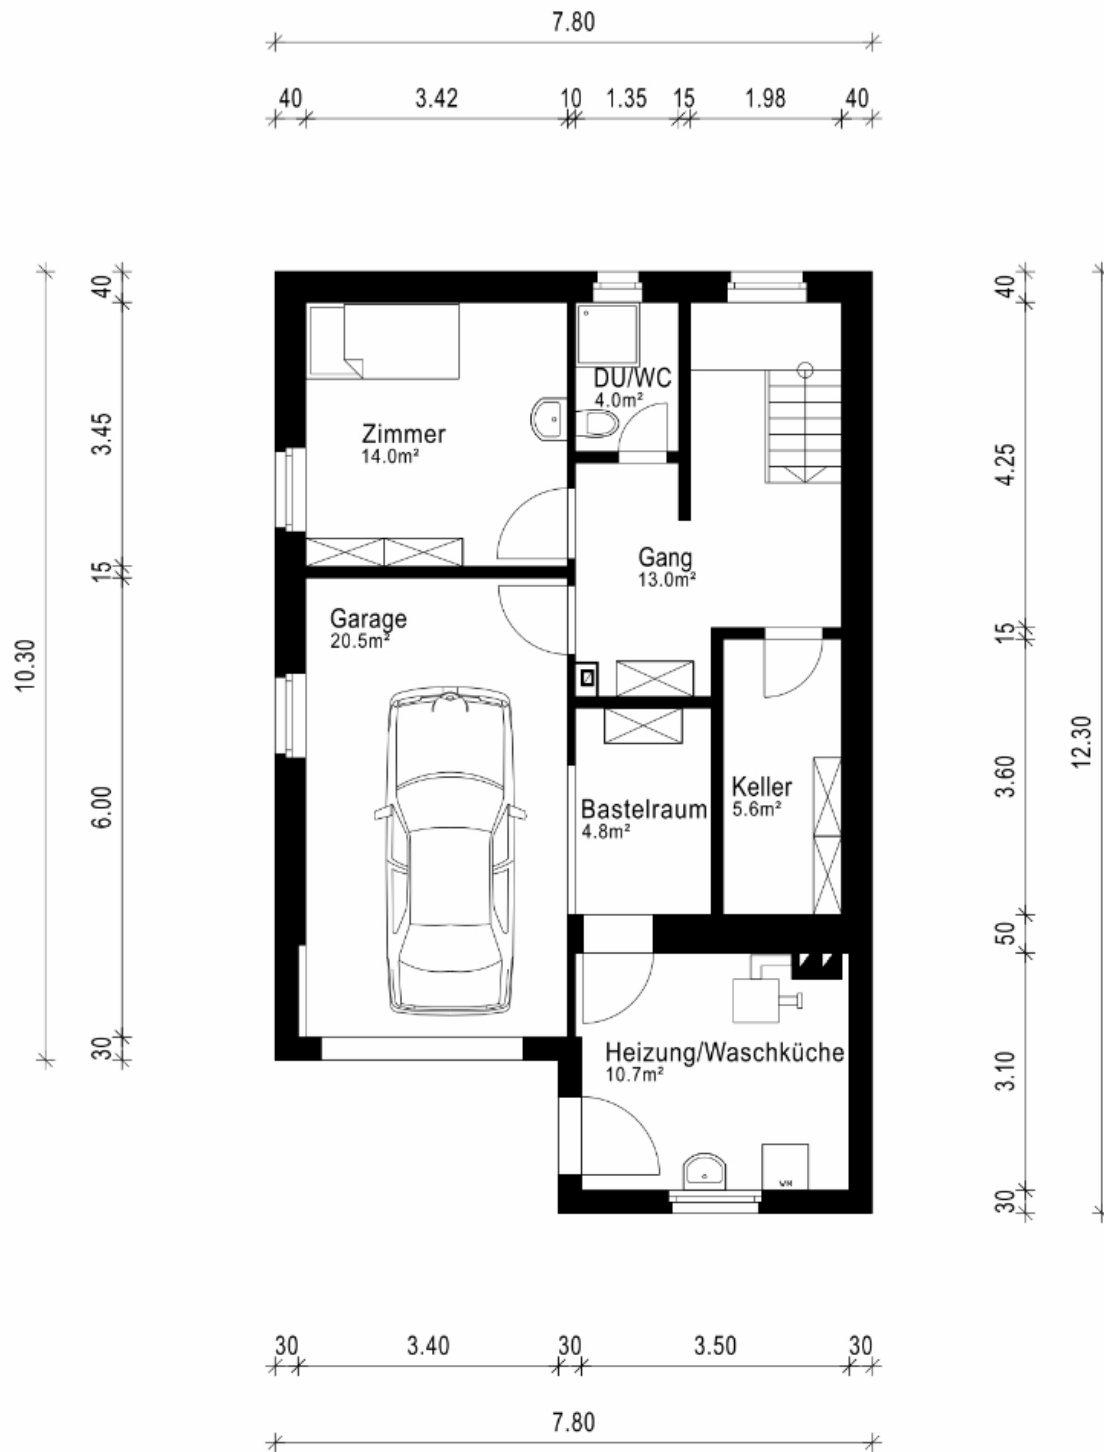 7.80
40 3.42 10 1.35 15 1.98 40
40
3.45
15
6.00
30
10.30
40
4.25
15
3.60
50
3.10
30
12.30
DU/WC
4.0m²
Zimmer
14.0m²
Gang
13.0m²
Garage
20.5m²
Keller
5.6m²
Bastelraum
4.8m²
Heizung/Waschküche
10.7m²
WM
30 3.40 30 3.50 30
7.80